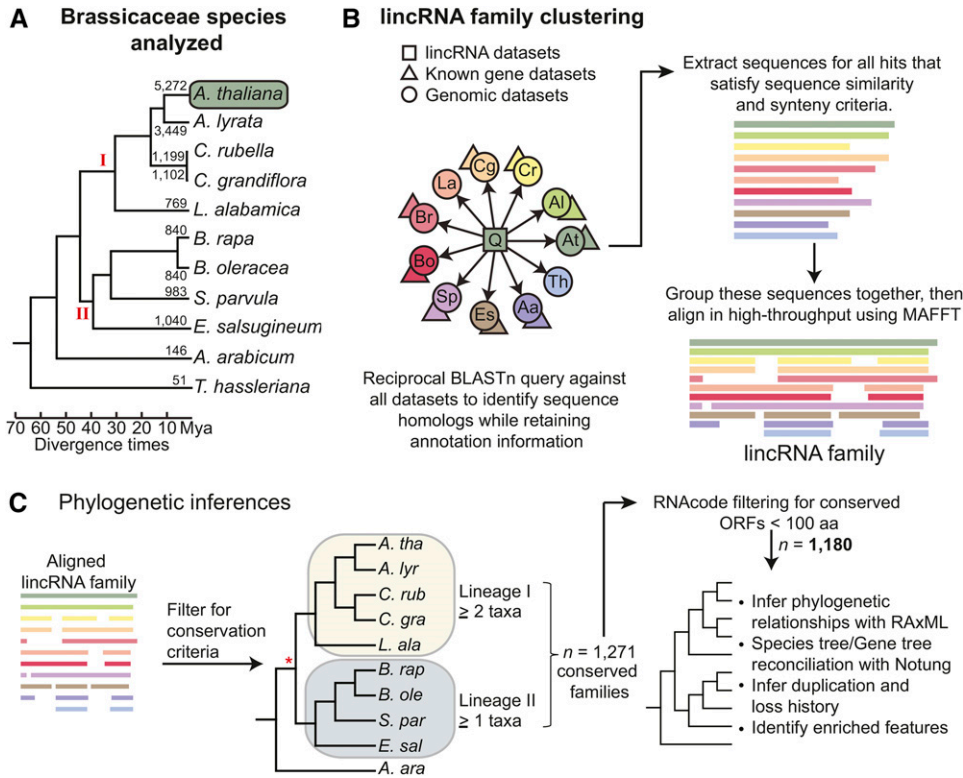 A Brassicaceae species
analyzed
5,272
A. thaliana
A. lyrata
3,449
I
1,199
C. rubella
1,102
C. grandiflora
769
L. alabamica
840
B. rapa
B. oleracea
840
983
S. parvula
II
1,040
E. salsugineum
146
A. arabicum
51
T. hassleriana
70 60 50 40 30 20 10 Mya
Divergence times
B lincRNA family clustering
lincRNA datasets
Known gene datasets
Genomic datasets
Cg
Cr
La
Al
Br
Q
At
Bo
Th
Sp
Aa
Es
Reciprocal BLASTn query against
all datasets to identify sequence
homologs while retaining
annotation information
Extract sequences for all hits that
satisfy sequence similarity
and synteny criteria.
Group these sequences together, then
align in high-throughput using MAFFT
lincRNA family
C Phylogenetic inferences
Aligned
lincRNA family
Filter for
conservation
criteria
*
A. tha
A. lyr
C. rub
C. gra
L. ala
B. rap
B. ole
S. par
E. sal
A. ara
Lineage I
≥ 2 taxa
Lineage II
≥ 1 taxa
n = 1,271
conserved
families
RNAcode filtering for conserved
ORFs < 100 aa
n = 1,180
• Infer phylogenetic
relationships with RAxML
• Species tree/Gene tree
reconciliation with Notung
• Infer duplication and
loss history
• Identify enriched features